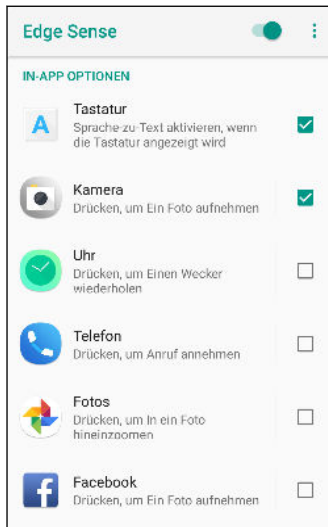 Edge Sense
IN-APP OPTIONEN
Tastatur
Sprache-zu-Text aktivieren, wenn
die Tastatur angezeigt wird
Kamera
Drücken, um Ein Foto aufnehmen
Uhr
Drücken, um Einen Wecker
wiederholen
Telefon
Drücken, um Anruf annehmen
Fotos
Drücken, um In ein Foto
hineinzoomen
Facebook
Drücken, um Ein Foto aufnehmen